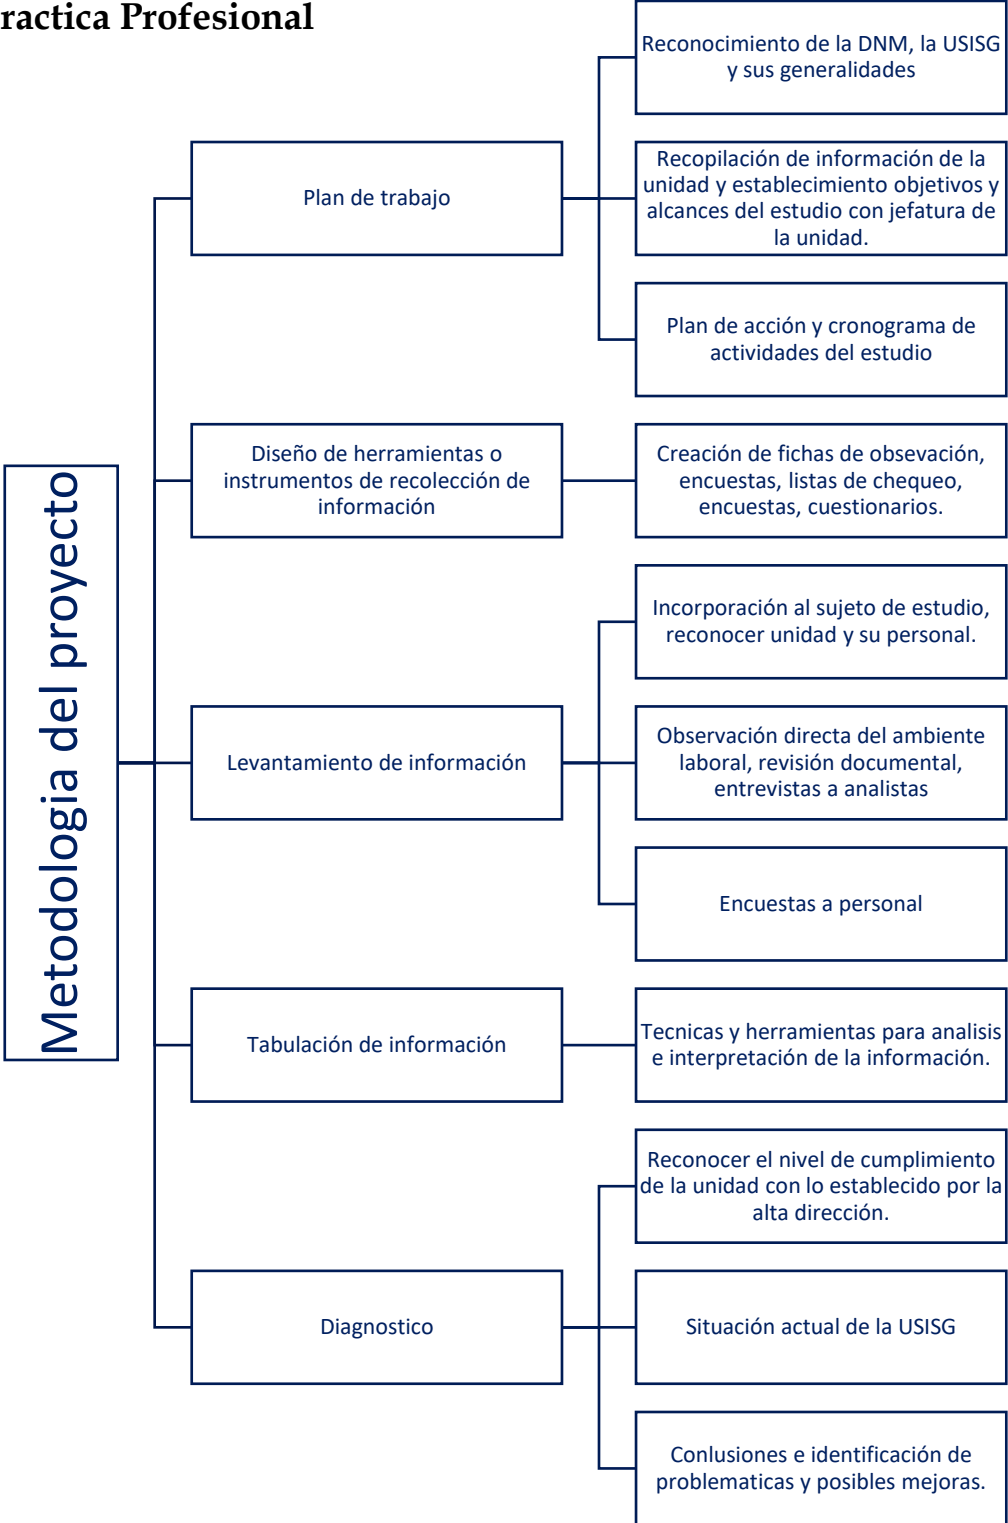 ractica Profesional
Reconocimiento de la DNM, la USISG
y sus generalidades
Plan de trabajo
Recopilación de información de la
unidad y establecimiento objetivos y
alcances del estudio con jefatura de
la unidad.
Plan de acción y cronograma de
actividades del estudio
Diseño de herramientas o
instrumentos de recolección de
información
Creación de fichas de obsevación,
encuestas, listas de chequeo,
encuestas, cuestionarios.
Metodologia del proyecto
Incorporación al sujeto de estudio,
reconocer unidad y su personal.
Levantamiento de información
Observación directa del ambiente
laboral, revisión documental,
entrevistas a analistas
Encuestas a personal
Tabulación de información
Tecnicas y herramientas para analisis
e interpretación de la información.
Reconocer el nivel de cumplimiento
de la unidad con lo establecido por la
alta dirección.
Diagnostico
Situación actual de la USISG
Conlusiones e identificación de
problematicas y posibles mejoras.